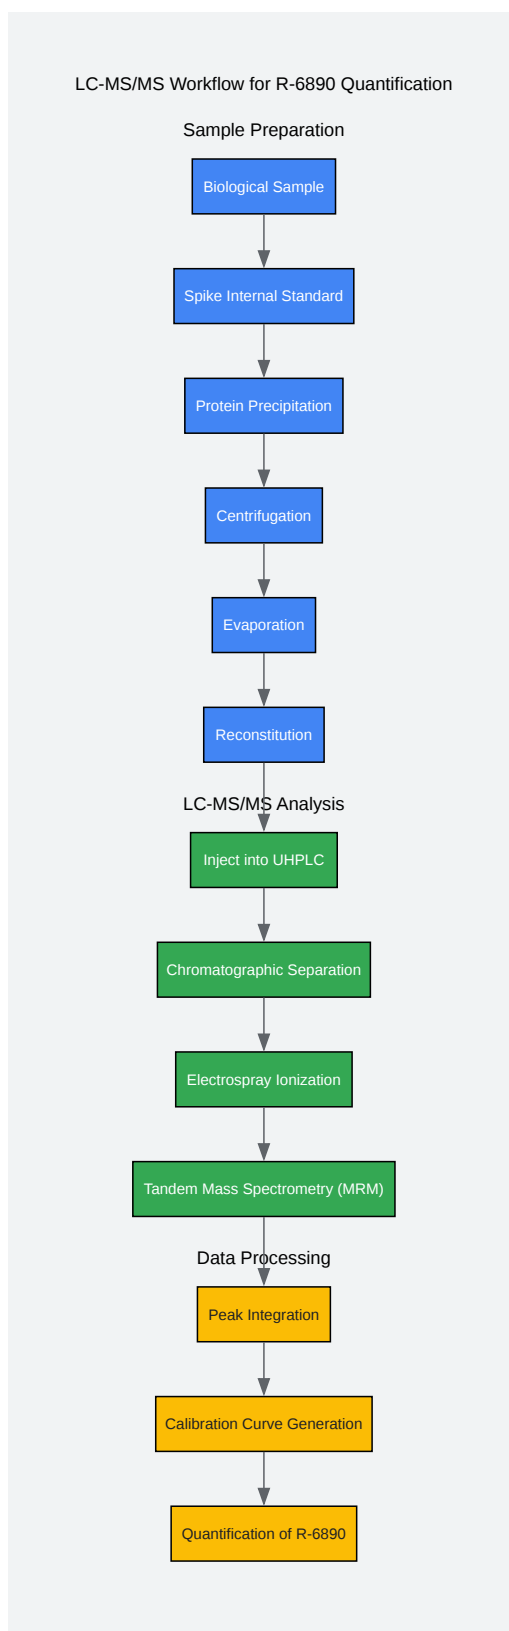 LC-MS/MS Workflow for R-6890 Quantification
Sample Preparation
Biological Sample
Spike Internal Standard
Protein Precipitation
Centrifugation
Evaporation
Reconstitution
LC-MS/MS Analysis
Inject into UHPLC
Chromatographic Separation
Electrospray Ionization
Tandem Mass Spectrometry (MRM)
Data Processing
Peak Integration
Calibration Curve Generation
Quantification of R-6890